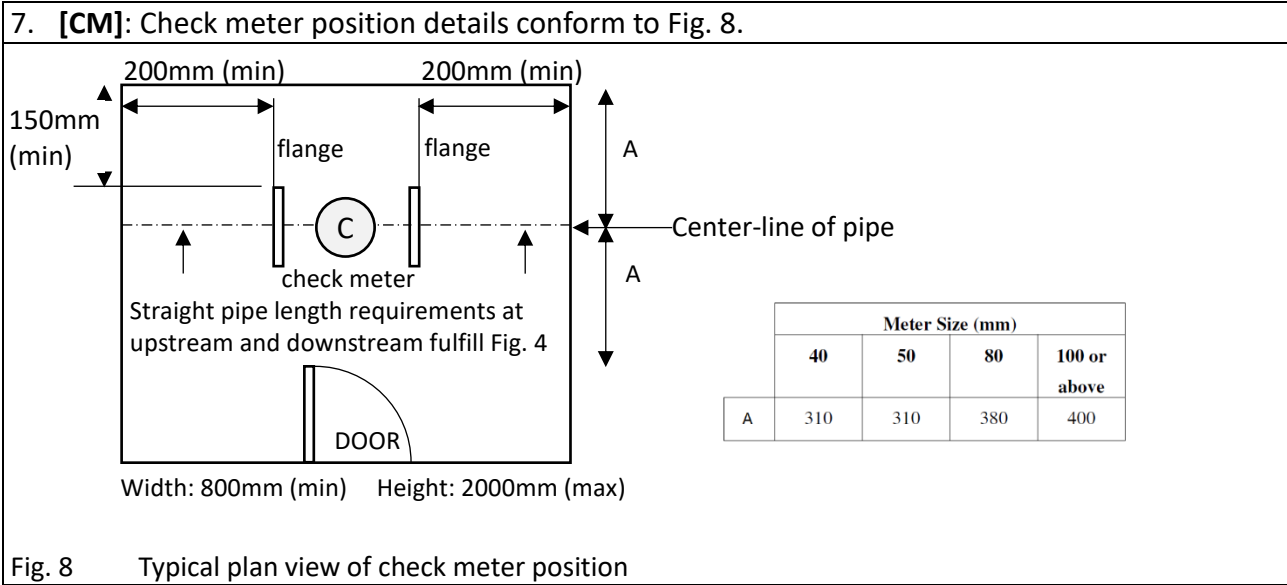 7. [CM]: Check meter position details conform to Fig. 8.
200mm (min) 200mm (min)
150mm
(min)
flange flange A
C Center-line of pipe
check meter A
Straight pipe length requirements at
upstream and downstream fulfill Fig. 4
Meter Size (mm)
40 50 80 100 or
above
A 310 310 380 400
DOOR
Width: 800mm (min) Height: 2000mm (max)
Fig. 8 Typical plan view of check meter position